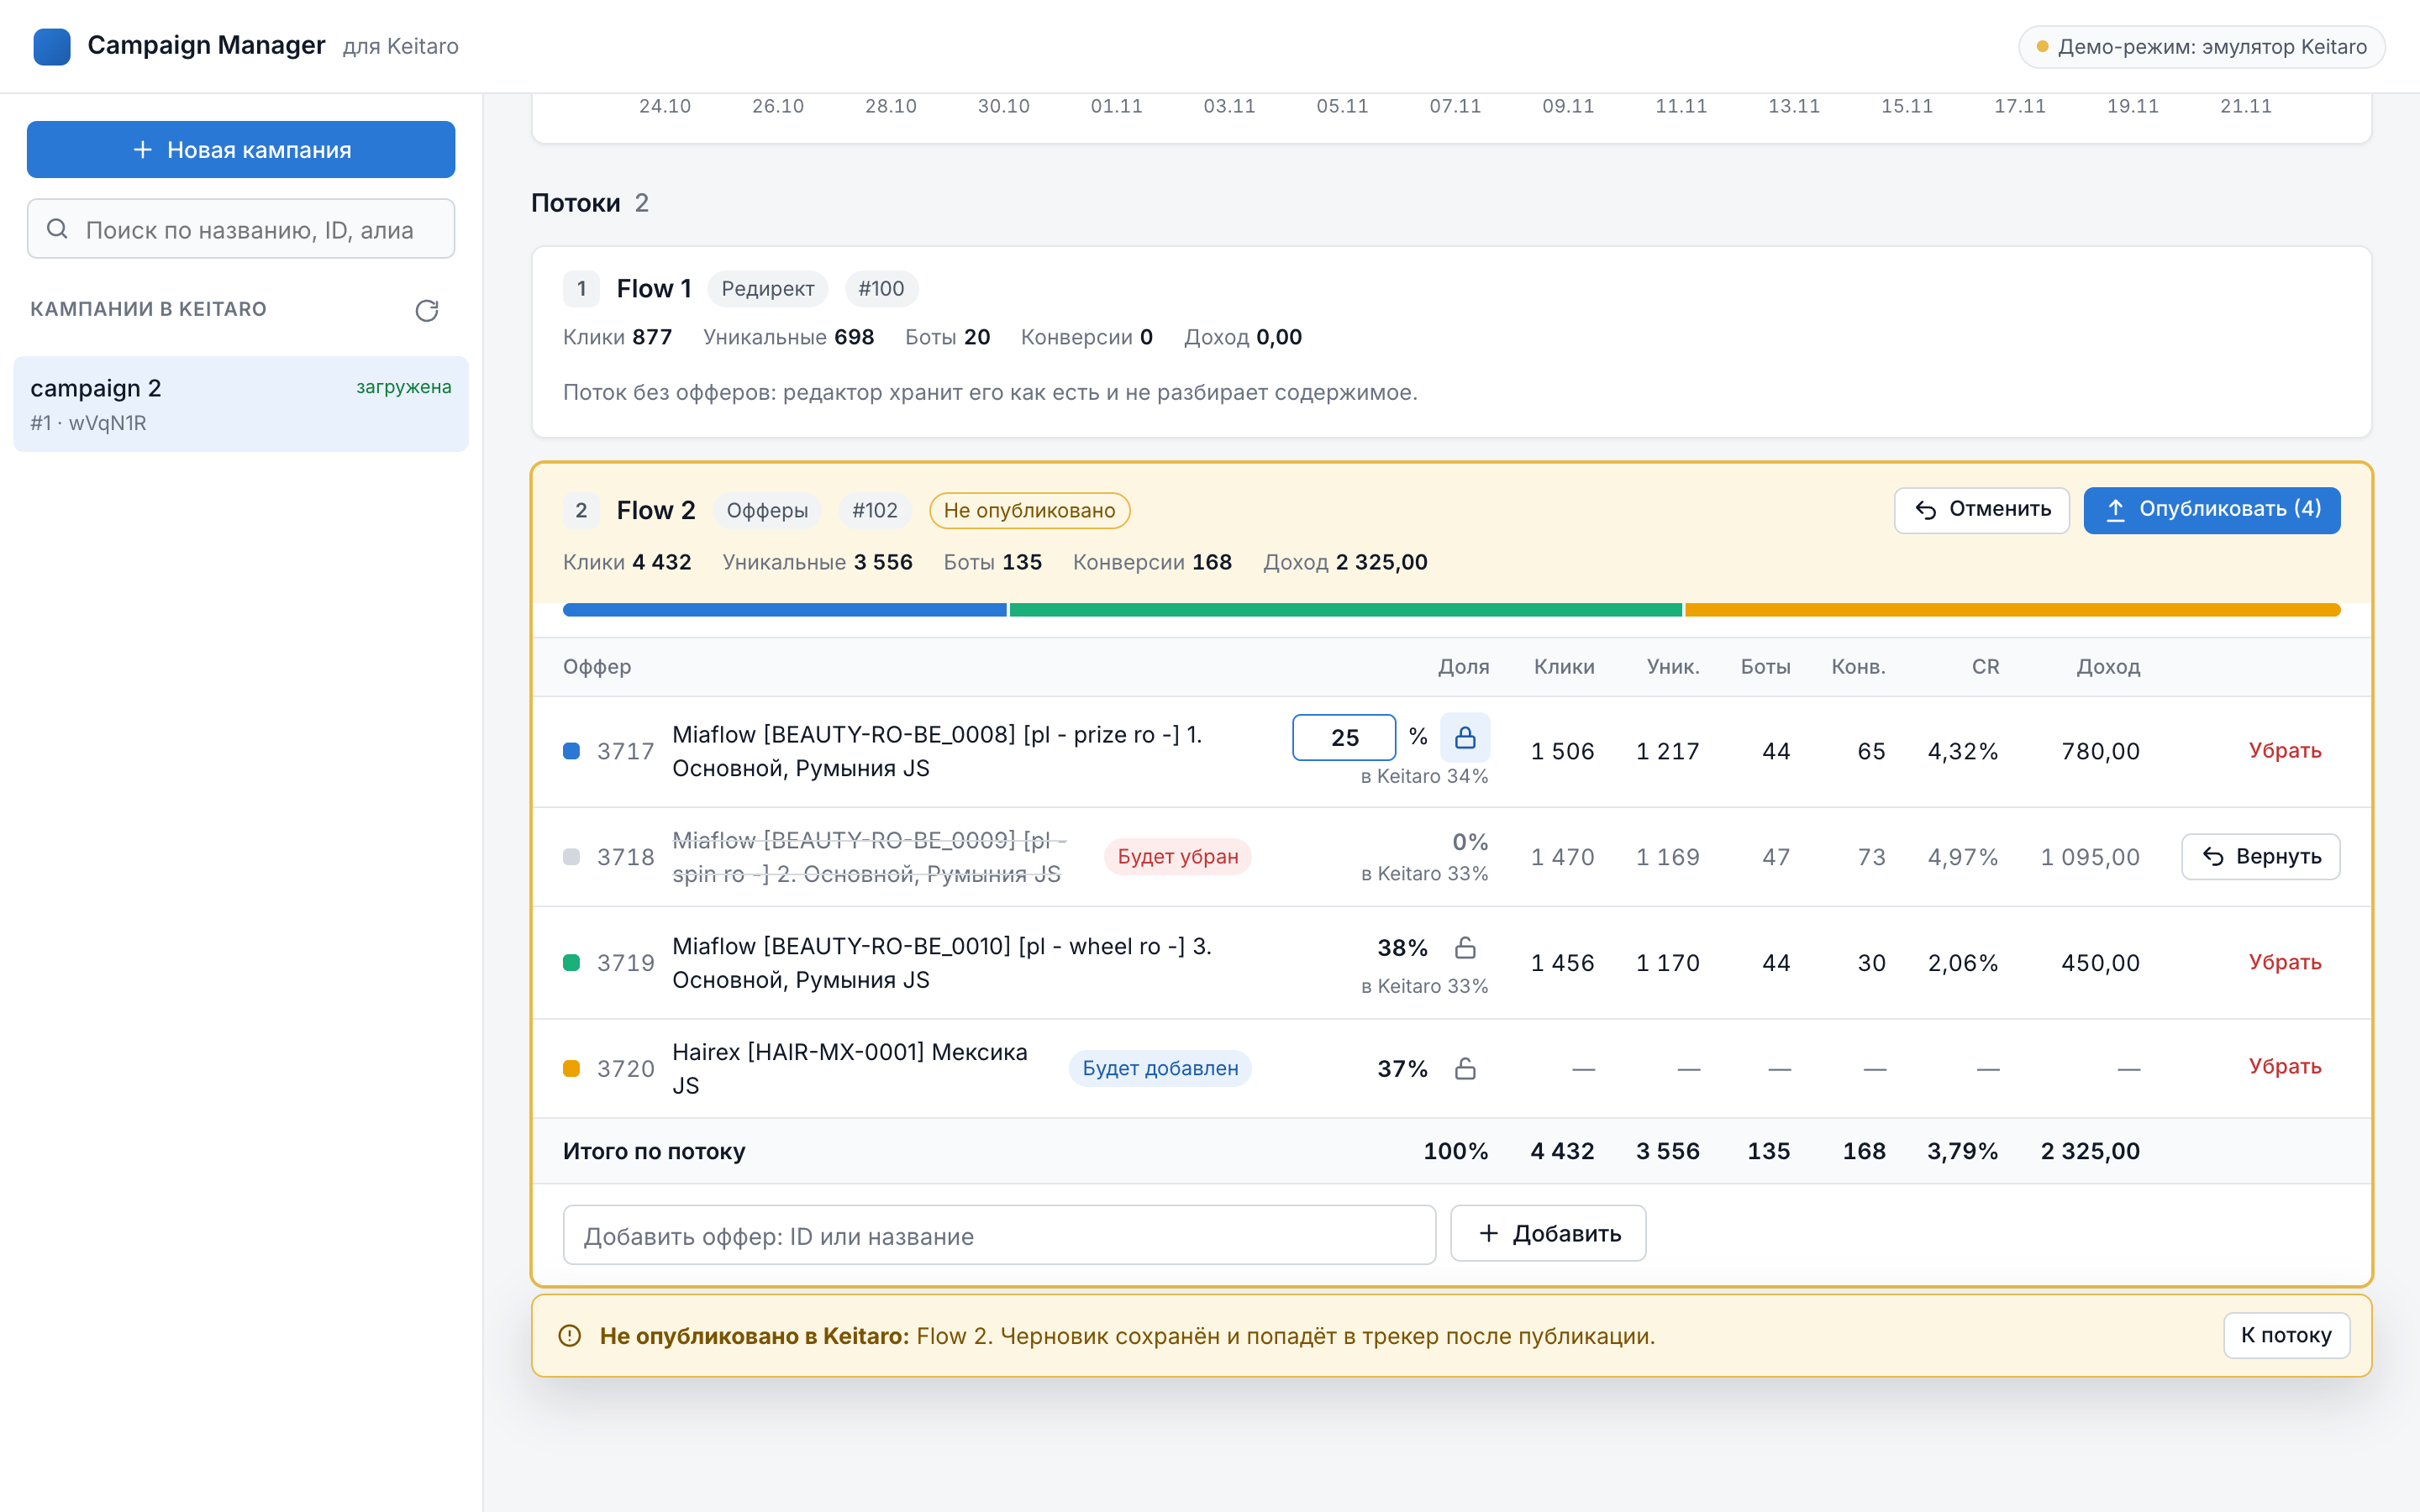 Campaign Manager для Keitaro
Демо-режим: эмулятор Keitaro
+ Новая кампания
Поиск по названию, ID, алиа
КАМПАНИИ В KEITARO
campaign 2 загружена
#1 · wVqN1R
24.10 26.10 28.10 30.10 01.11 03.11 05.11 07.11 09.11 11.11 13.11 15.11 17.11 19.11 21.11
Потоки 2
1 Flow 1 Редирект #100
Клики 877 Уникальные 698 Боты 20 Конверсии 0 Доход 0,00
Поток без офферов: редактор хранит его как есть и не разбирает содержимое.
2 Flow 2 Офферы #102 Не опубликовано Отменить Опубликовать (4)
Клики 4 432 Уникальные 3 556 Боты 135 Конверсии 168 Доход 2 325,00
Оффер Доля Клики Уник. Боты Конв. CR Доход
3717 Miaflow [BEAUTY-RO-BE_0008] [pl - prize ro -] 1.
Основной, Румыния JS
25 %
в Keitaro 34%
1 506 1 217 44 65 4,32% 780,00 Убрать
3718 Miaflow [BEAUTY-RO-BE_0009] [pl -
spin ro -] 2. Основной, Румыния JS
Будет убран
0%
в Keitaro 33%
1 470 1 169 47 73 4,97% 1 095,00 Вернуть
3719 Miaflow [BEAUTY-RO-BE_0010] [pl - wheel ro -] 3.
Основной, Румыния JS
38%
в Keitaro 33%
1 456 1 170 44 30 2,06% 450,00 Убрать
3720 Hairex [HAIR-MX-0001] Мексика
JS
Будет добавлен
37% — — — — — — Убрать
Итого по потоку 100% 4 432 3 556 135 168 3,79% 2 325,00
Добавить оффер: ID или название + Добавить
Не опубликовано в Keitaro: Flow 2. Черновик сохранён и попадёт в трекер после публикации. К потоку